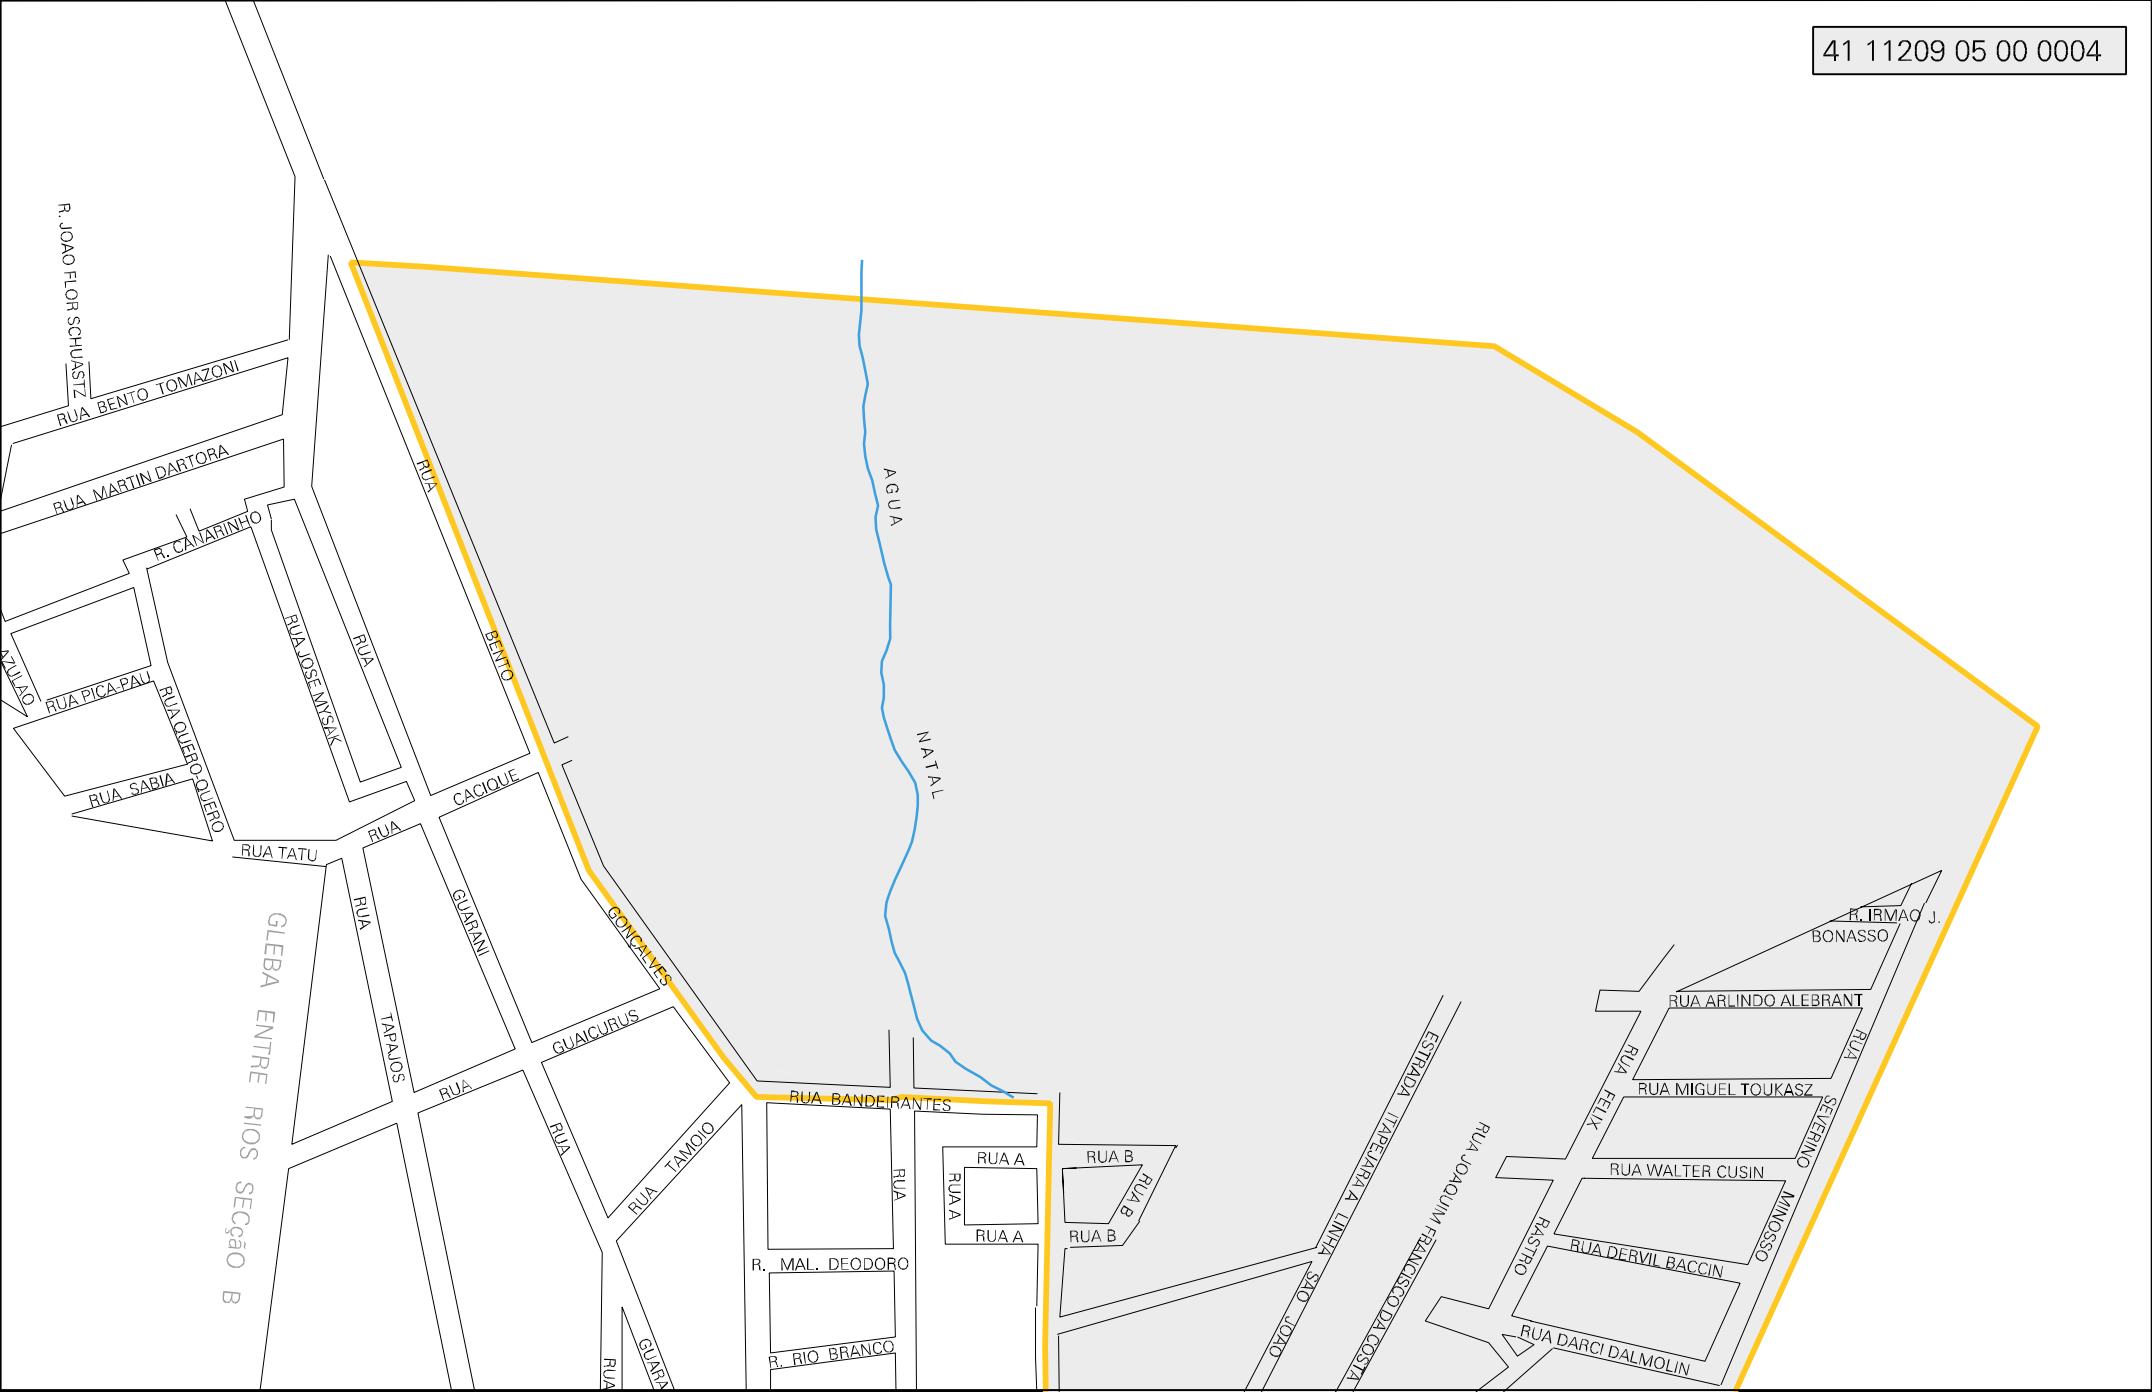 41 11209 05 00 0004
R. JOAO FLOR SCHUASTZ
RUA BENTO TOMAZONI
RUA MARTIN DARTORA
R. CANARINHO
RUA JOSE MYSAK
RUA
RUA
BENTO
GONÇALVES
AGUA
NATAL
AZULAO
RUA PICA-PAU
RUA QUERO-QUERO
RUA SABIA
RUA TATU
RUA
CACIQUE
RUA
TAPAJOS
GUARANI
GLEBA ENTRE RIOS SECçãO B
RUA
GUAICURUS
RUA
RUA TAMOIO
GUARA
RUA
RUA BANDEIRANTES
RUA
RUA A
RUA A
RUA A
R. MAL. DEODORO
R. RIO BRANCO
RUA B
RUA B
RUA B
ESTRADA ITAPEJARA A LINHA
SAO JOAO
RUA JOAQUIM FRANCISCO DA COSTA
R. IRMAO J.
BONASSO
RUA ARLINDO ALEBRANT
RUA
SEVERINO
MINOSSO
RUA MIGUEL TOUKASZ
RUA FELIX
RASTRO
RUA WALTER CUSIN
RUA DERVIL BACCIN
RUA DARCI DALMOLIN